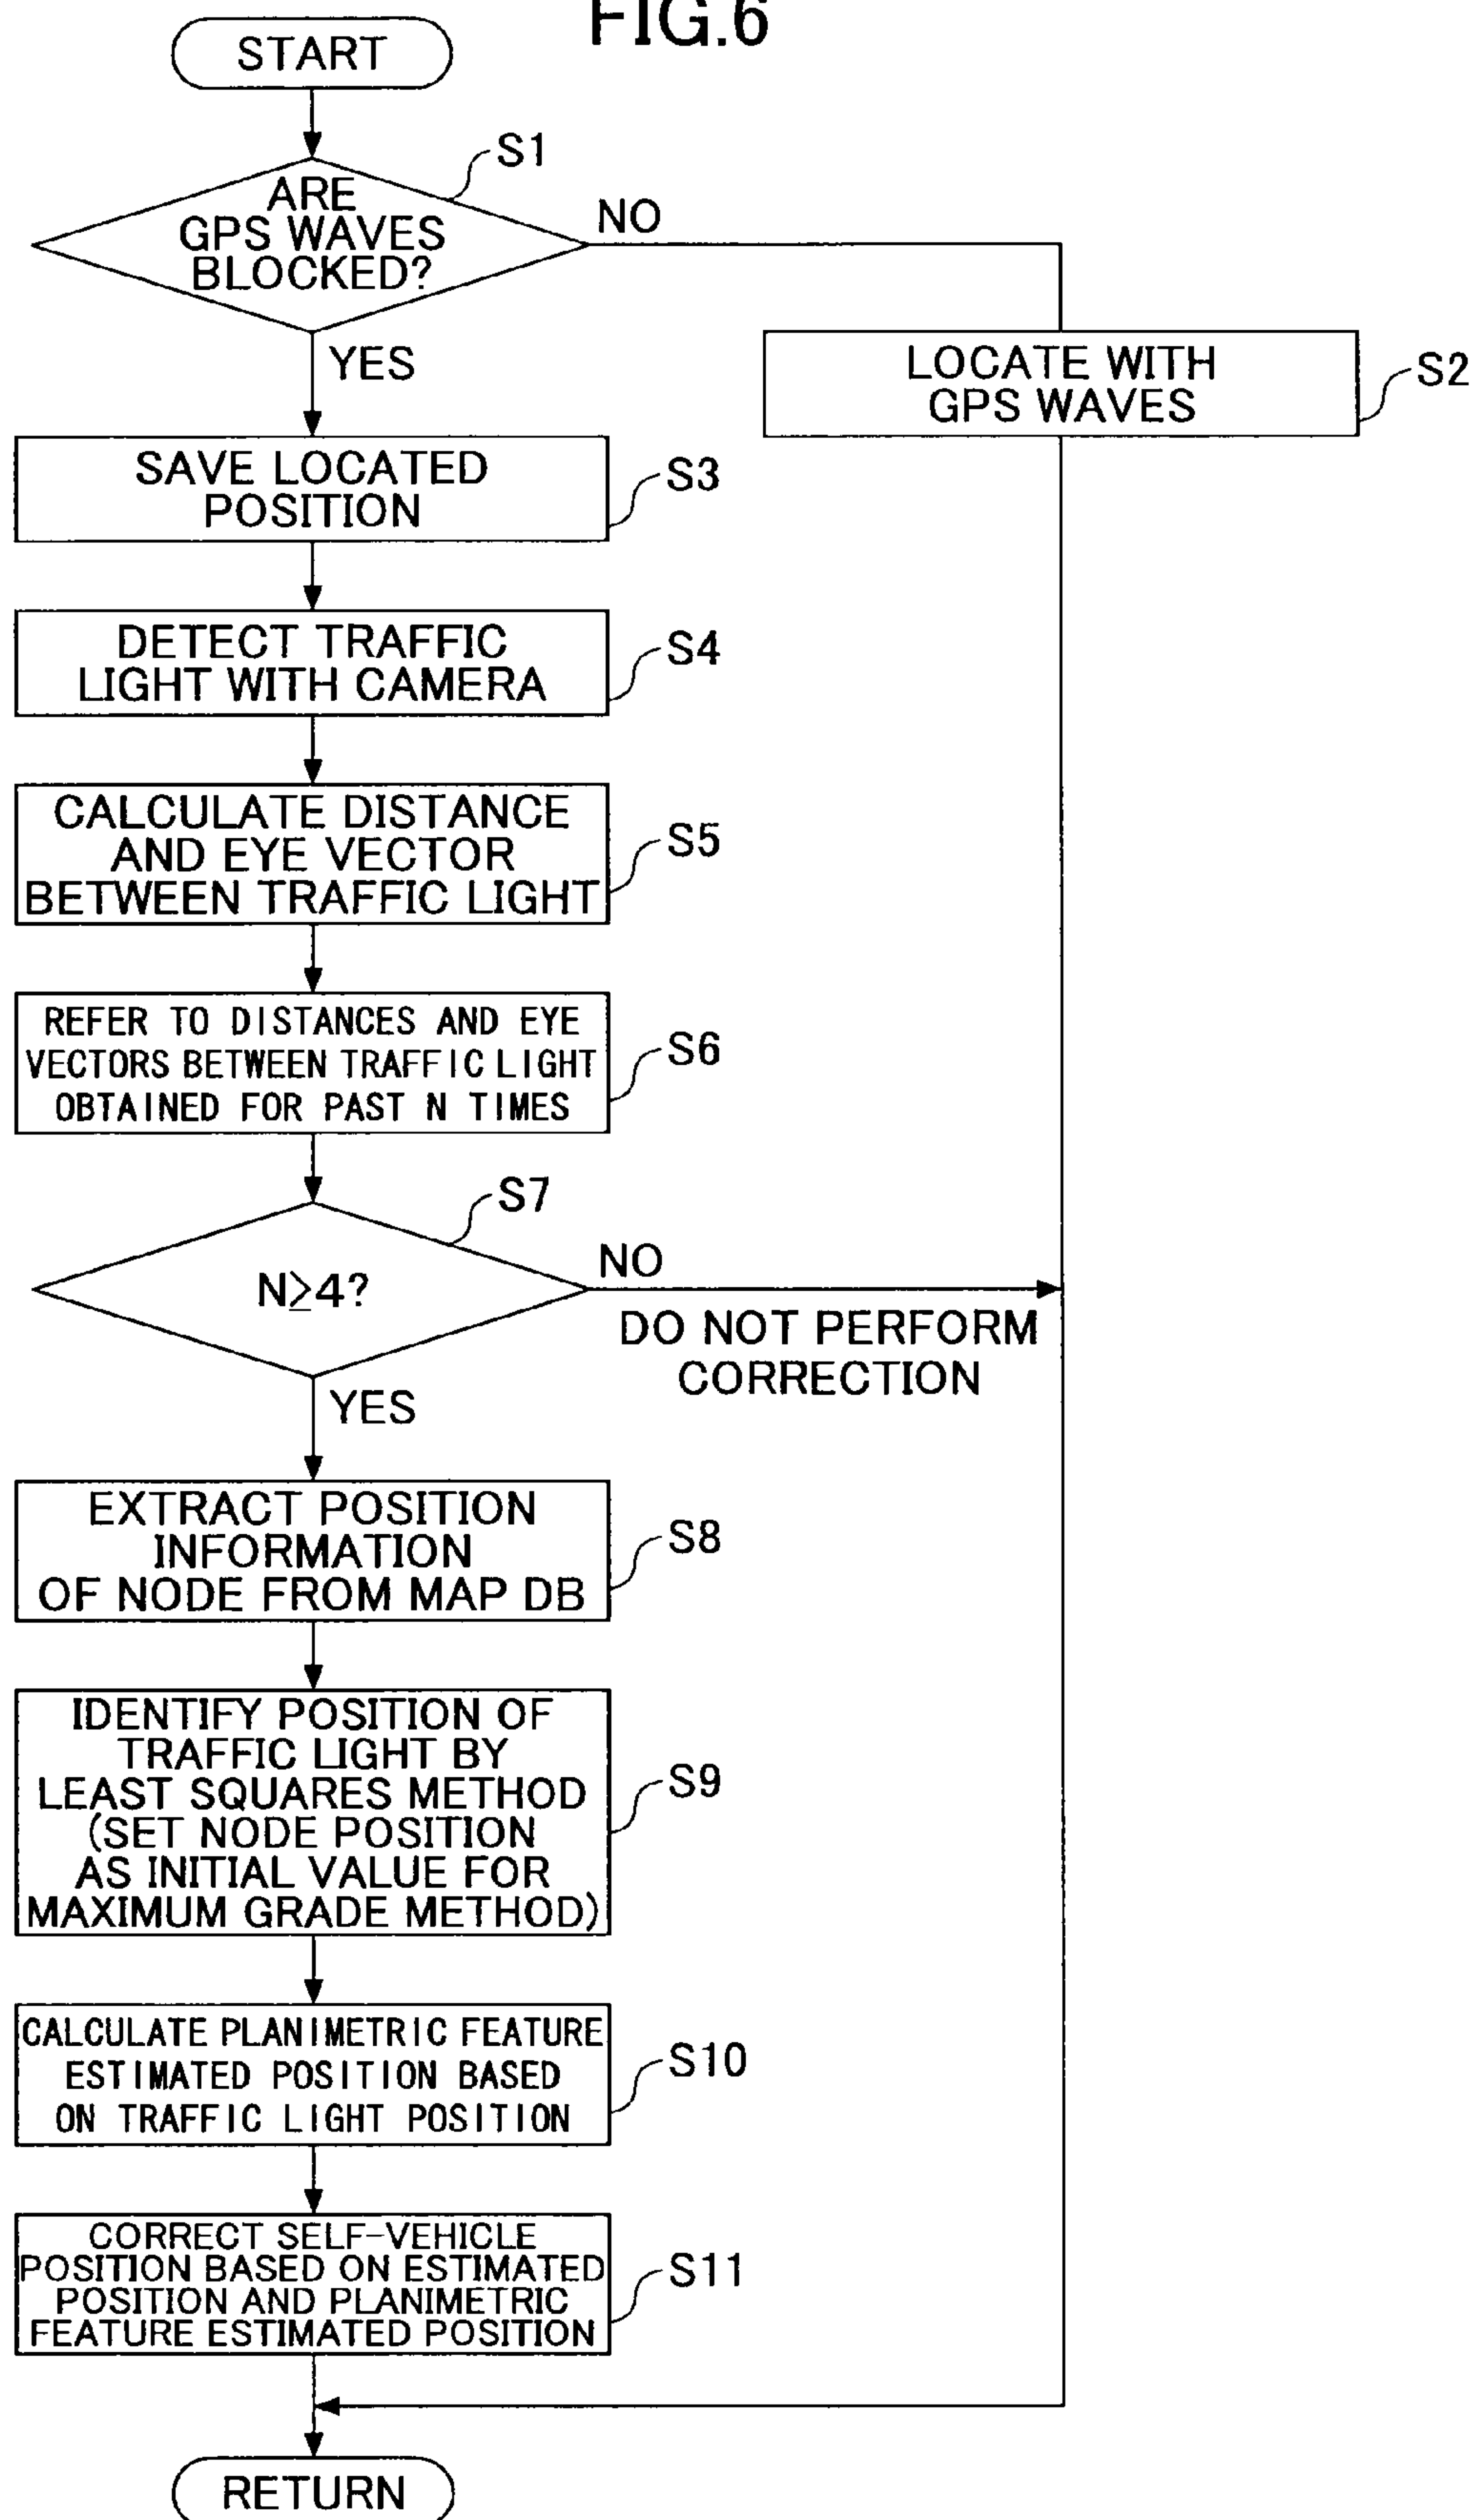 FIG.6
START
S1
ARE
GPS WAVES
BLOCKED?
NO
YES
LOCATE WITH
GPS WAVES
S2
SAVE LOCATED
POSITION
S3
DETECT TRAFFIC
LIGHT WITH CAMERA
S4
CALCULATE DISTANCE
AND EYE VECTOR
BETWEEN TRAFFIC LIGHT
S5
REFER TO DISTANCES AND EYE
VECTORS BETWEEN TRAFFIC LIGHT
OBTAINED FOR PAST N TIMES
S6
S7
N≥4?
NO
DO NOT PERFORM
CORRECTION
YES
EXTRACT POSITION
INFORMATION
OF NODE FROM MAP DB
S8
IDENTIFY POSITION OF
TRAFFIC LIGHT BY
LEAST SQUARES METHOD
(SET NODE POSITION
AS INITIAL VALUE FOR
MAXIMUM GRADE METHOD)
S9
CALCULATE PLANIMETRIC FEATURE
ESTIMATED POSITION BASED
ON TRAFFIC LIGHT POSITION
S10
CORRECT SELF-VEHICLE
POSITION BASED ON ESTIMATED
POSITION AND PLANIMETRIC
FEATURE ESTIMATED POSITION
S11
RETURN